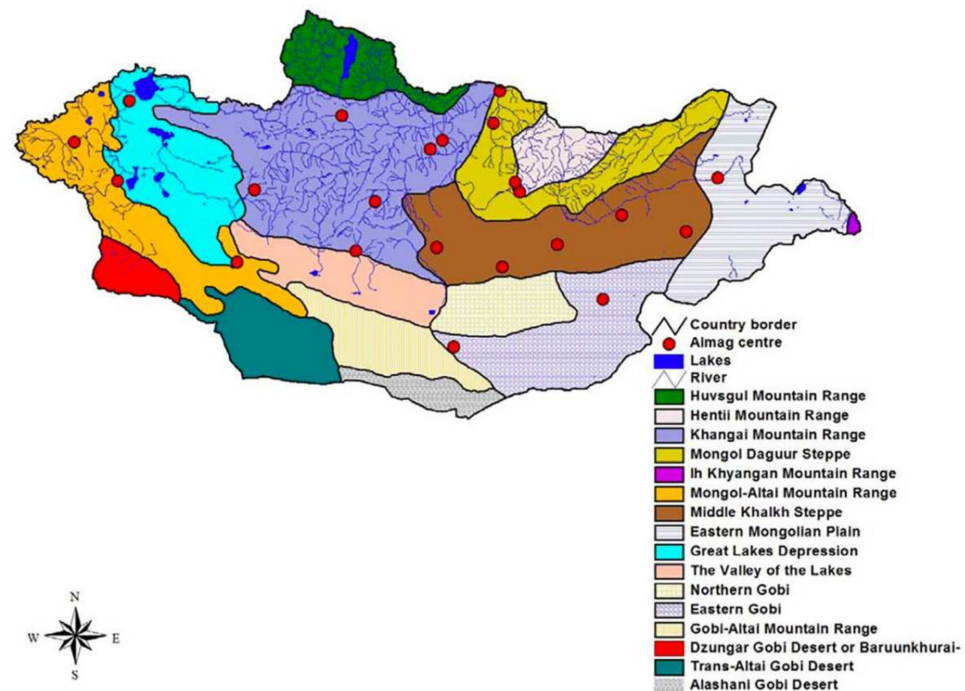 Country border
Almag centre
Lakes
River
Huvsgul Mountain Range
Hentii Mountain Range
Khangai Mountain Range
Mongol Daguur Steppe
Ih Khyangan Mountain Range
Mongol-Altai Mountain Range
Middle Khalkh Steppe
Eastern Mongolian Plain
Great Lakes Depression
The Valley of the Lakes
Northern Gobi
Eastern Gobi
Gobi-Altai Mountain Range
Dzungar Gobi Desert or Baruunkhurai-
Trans-Altai Gobi Desert
Alashani Gobi Desert
N
W E
S